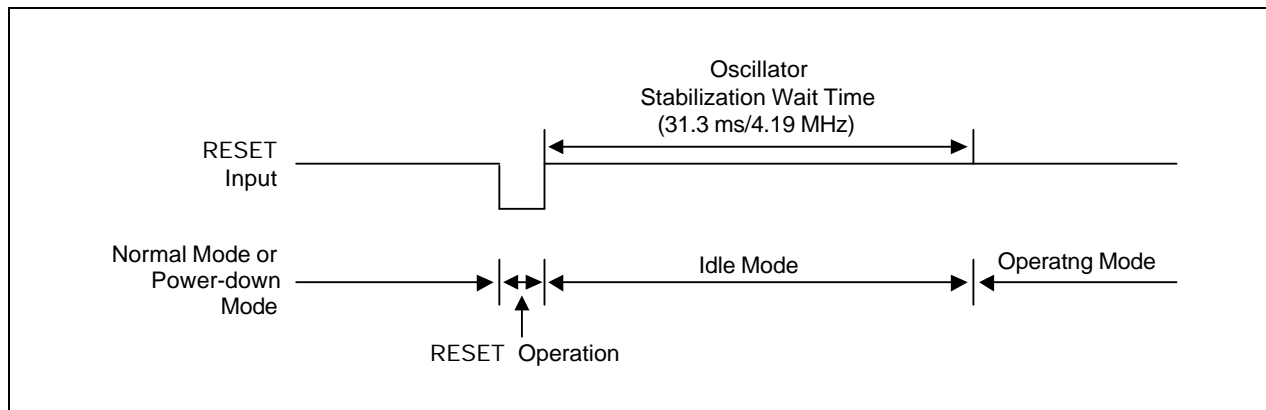 Oscillator
Stabilization Wait Time
(31.3 ms/4.19 MHz)
RESET
Input
Normal Mode or
Power-down
Mode
Idle Mode
Operatng Mode
RESET Operation